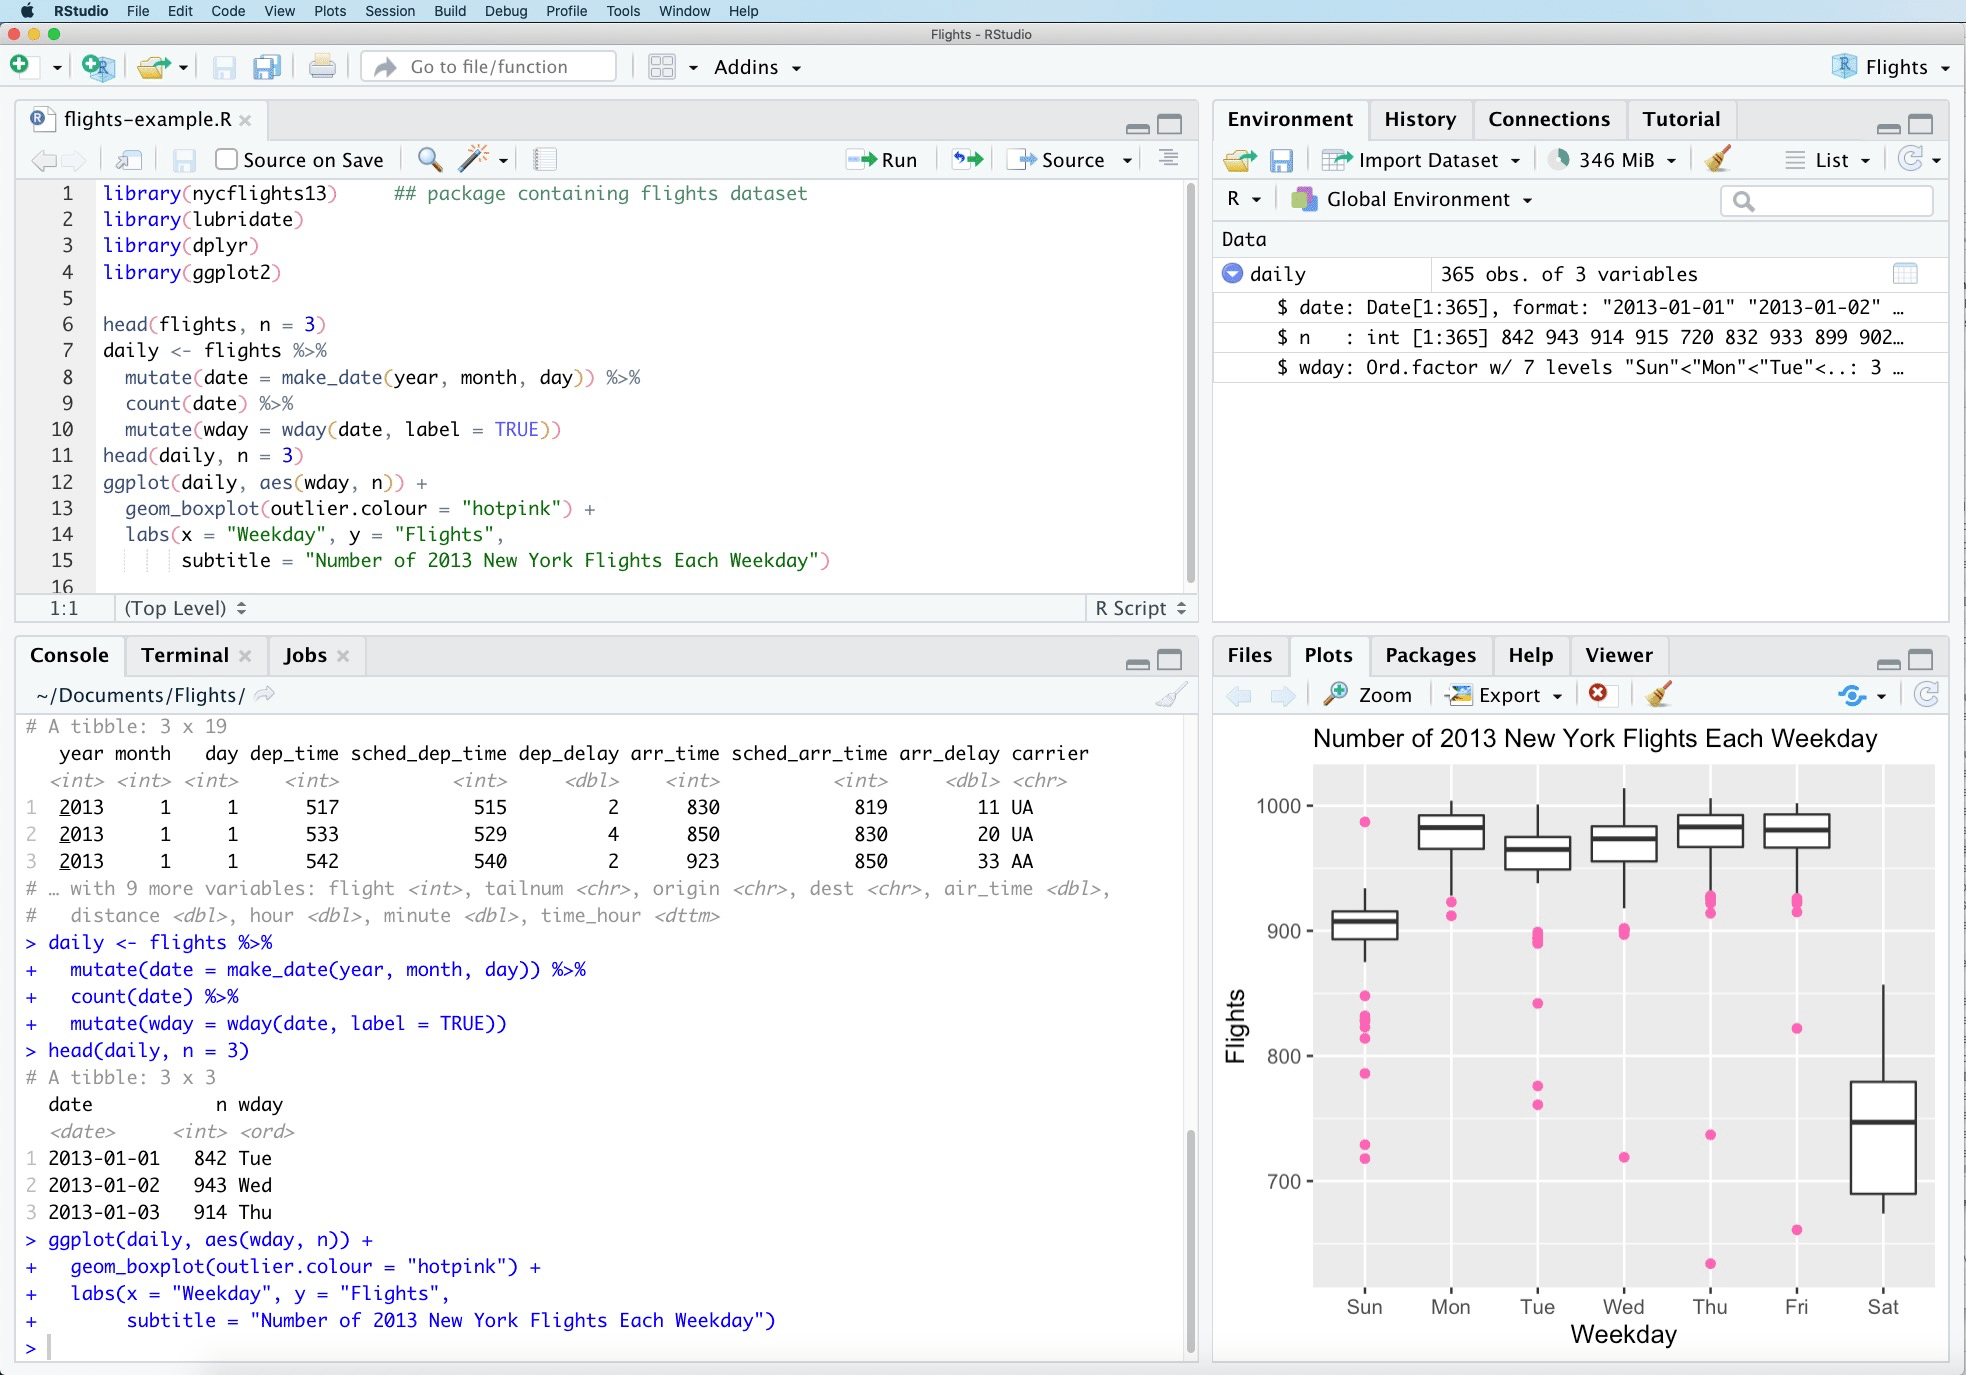 RStudio File Edit Code View Plots Session Build Debug Profile Tools Window Help
Flights - RStudio
Go to file/function Addins Flights
flights-example.R
Source on Save Run Source
1 library(nycflights13)     ## package containing flights dataset
2 library(lubridate)
3 library(dplyr)
4 library(ggplot2)
5
6 head(flights, n = 3)
7 daily <- flights %>%
8   mutate(date = make_date(year, month, day)) %>%
9   count(date) %>%
10   mutate(wday = wday(date, label = TRUE))
11 head(daily, n = 3)
12 ggplot(daily, aes(wday, n)) +
13   geom_boxplot(outlier.colour = "hotpink") +
14   labs(x = "Weekday", y = "Flights",
15        subtitle = "Number of 2013 New York Flights Each Weekday")
16
1:1 (Top Level) R Script
Console Terminal Jobs
~/Documents/Flights/
# A tibble: 3 x 19
   year month   day dep_time sched_dep_time dep_delay arr_time sched_arr_time arr_delay carrier
  <int> <int> <int>    <int>          <int>     <dbl>    <int>          <int>     <dbl> <chr>
1  2013     1     1      517            515         2      830            819        11 UA
2  2013     1     1      533            529         4      850            830        20 UA
3  2013     1     1      542            540         2      923            850        33 AA
# … with 9 more variables: flight <int>, tailnum <chr>, origin <chr>, dest <chr>, air_time <dbl>,
#   distance <dbl>, hour <dbl>, minute <dbl>, time_hour <dttm>
> daily <- flights %>%
+   mutate(date = make_date(year, month, day)) %>%
+   count(date) %>%
+   mutate(wday = wday(date, label = TRUE))
> head(daily, n = 3)
# A tibble: 3 x 3
  date           n wday
  <date>     <int> <ord>
1 2013-01-01   842 Tue
2 2013-01-02   943 Wed
3 2013-01-03   914 Thu
> ggplot(daily, aes(wday, n)) +
+   geom_boxplot(outlier.colour = "hotpink") +
+   labs(x = "Weekday", y = "Flights",
+        subtitle = "Number of 2013 New York Flights Each Weekday")
>
Environment History Connections Tutorial
Import Dataset 346 MiB List
R Global Environment
Data
daily 365 obs. of 3 variables
$ date: Date[1:365], format: "2013-01-01" "2013-01-02" …
$ n   : int [1:365] 842 943 914 915 720 832 933 899 902…
$ wday: Ord.factor w/ 7 levels "Sun"<"Mon"<"Tue"<..: 3 …
Files Plots Packages Help Viewer
Zoom Export
Number of 2013 New York Flights Each Weekday
1000
900
800
700
Flights
Sun Mon Tue Wed Thu Fri Sat
Weekday